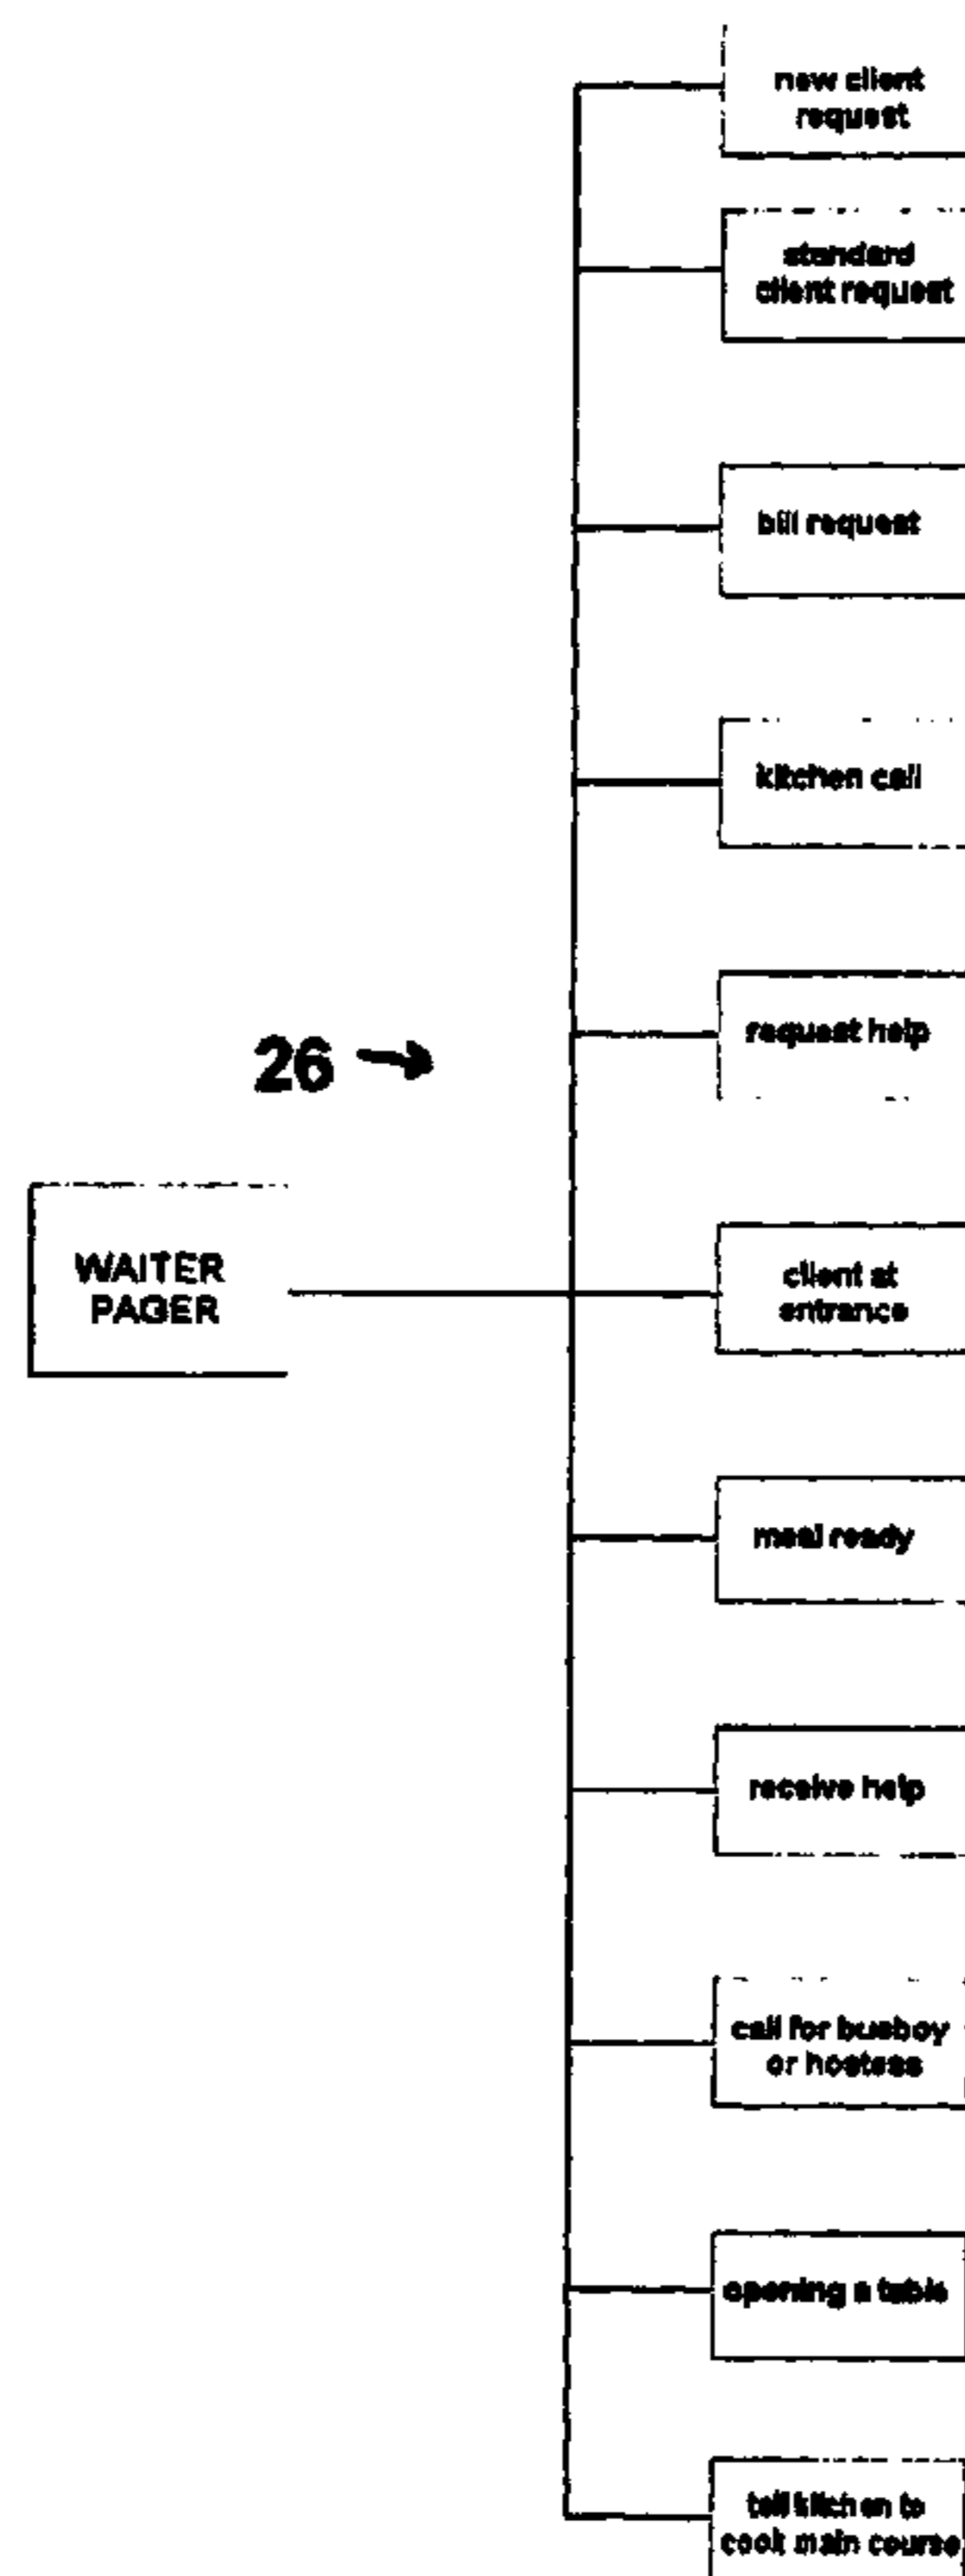 new client
request
standard
client request
bill request
kitchen call
request help
26
client at
entrance
WAITER
PAGER
meal ready
receive help
call for busboy
or hostess
opening a table
tell kitchen to
cook main course